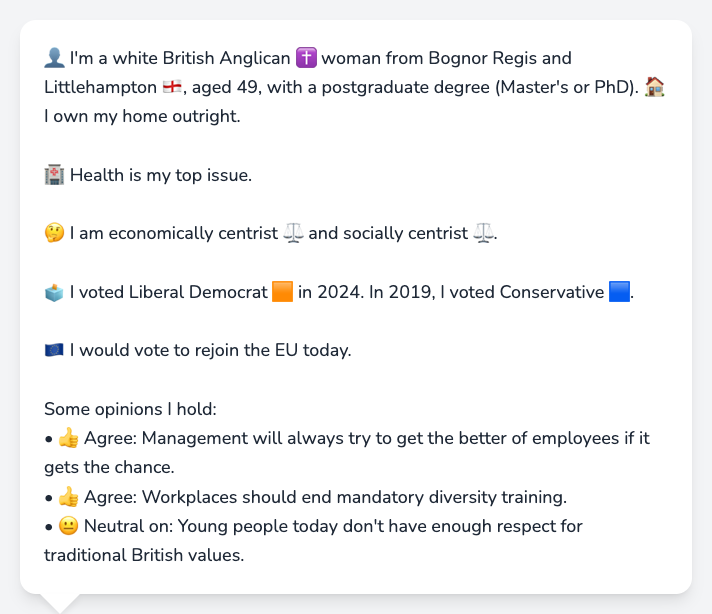 👤 I'm a white British Anglican ✝️ woman from Bognor Regis and
Littlehampton 🏴󠁧󠁢󠁥󠁮󠁧󠁿, aged 49, with a postgraduate degree (Master's or PhD). 🏠
I own my home outright.
🏥 Health is my top issue.
🤔 I am economically centrist ⚖️ and socially centrist ⚖️.
🗳️ I voted Liberal Democrat 🟧 in 2024. In 2019, I voted Conservative 🟦.
🇪🇺 I would vote to rejoin the EU today.
Some opinions I hold:
• 👍 Agree: Management will always try to get the better of employees if it
gets the chance.
• 👍 Agree: Workplaces should end mandatory diversity training.
• 😐 Neutral on: Young people today don't have enough respect for
traditional British values.